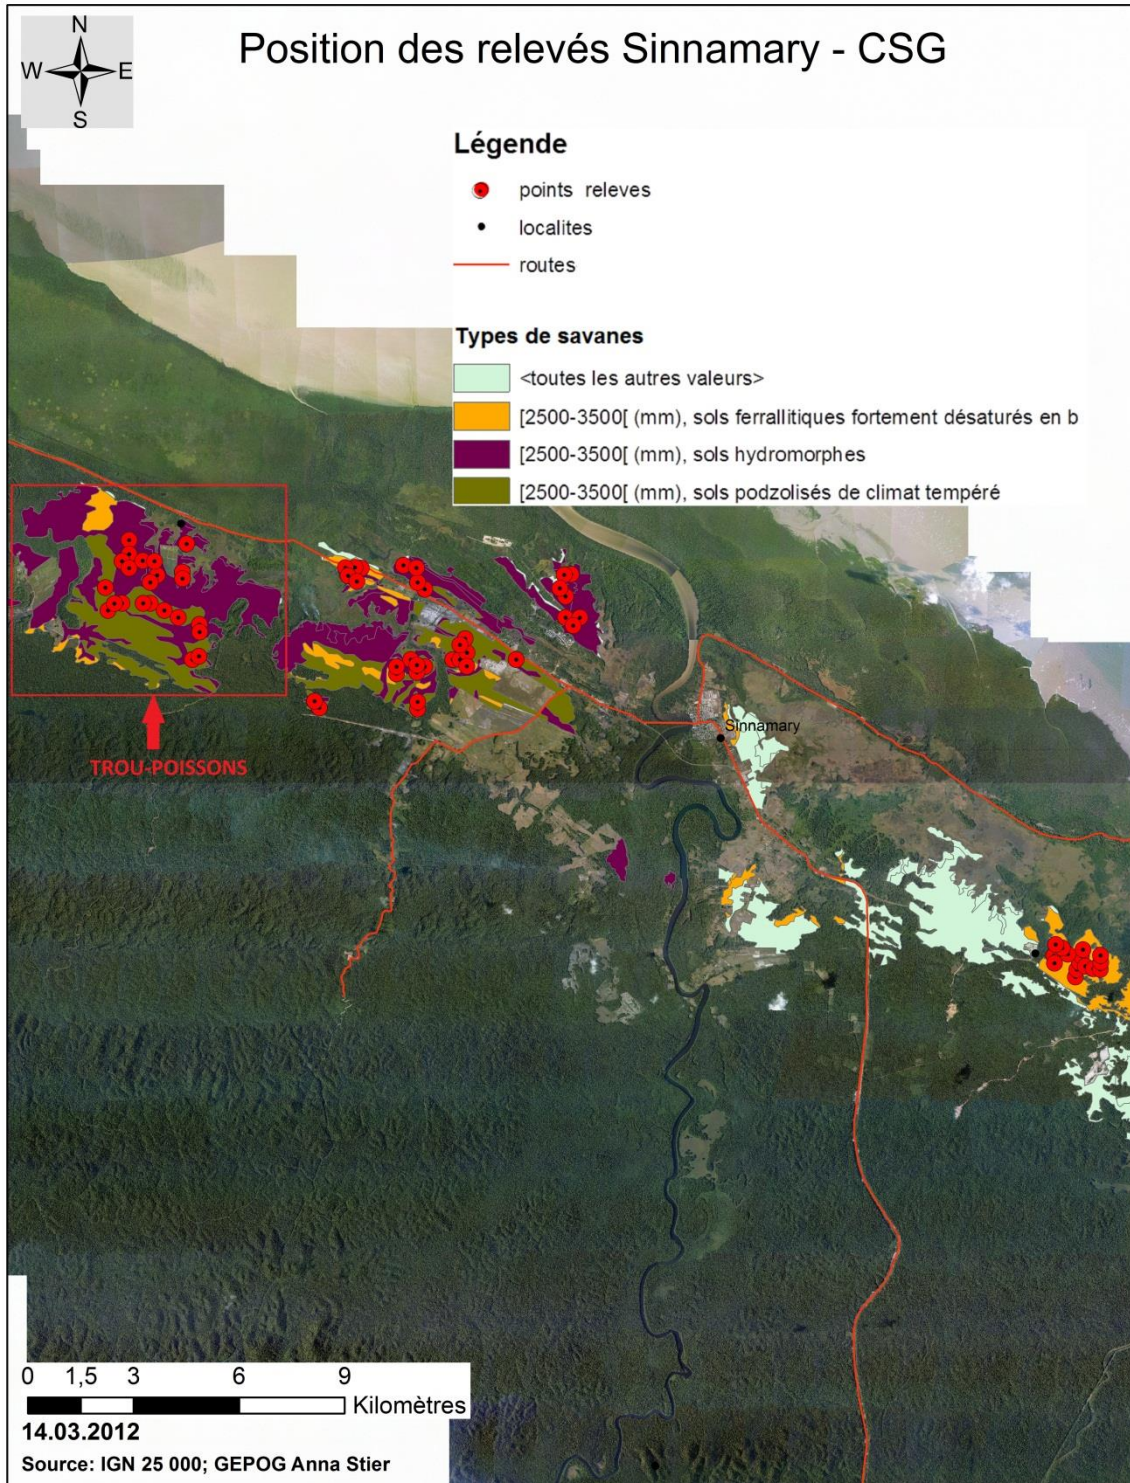 N
W E
S
Position des relevés Sinnamary - CSG
Légende
points releves
localites
routes
Types de savanes
<toutes les autres valeurs>
[2500-3500[ (mm), sols ferrallitiques fortement désaturés en b
[2500-3500[ (mm), sols hydromorphes
[2500-3500[ (mm), sols podzolisés de climat tempéré
Sinnamary
TROU-POISSONS
0 1,5 3 6 9
Kilomètres
14.03.2012
Source: IGN 25 000; GEPOG Anna Stier